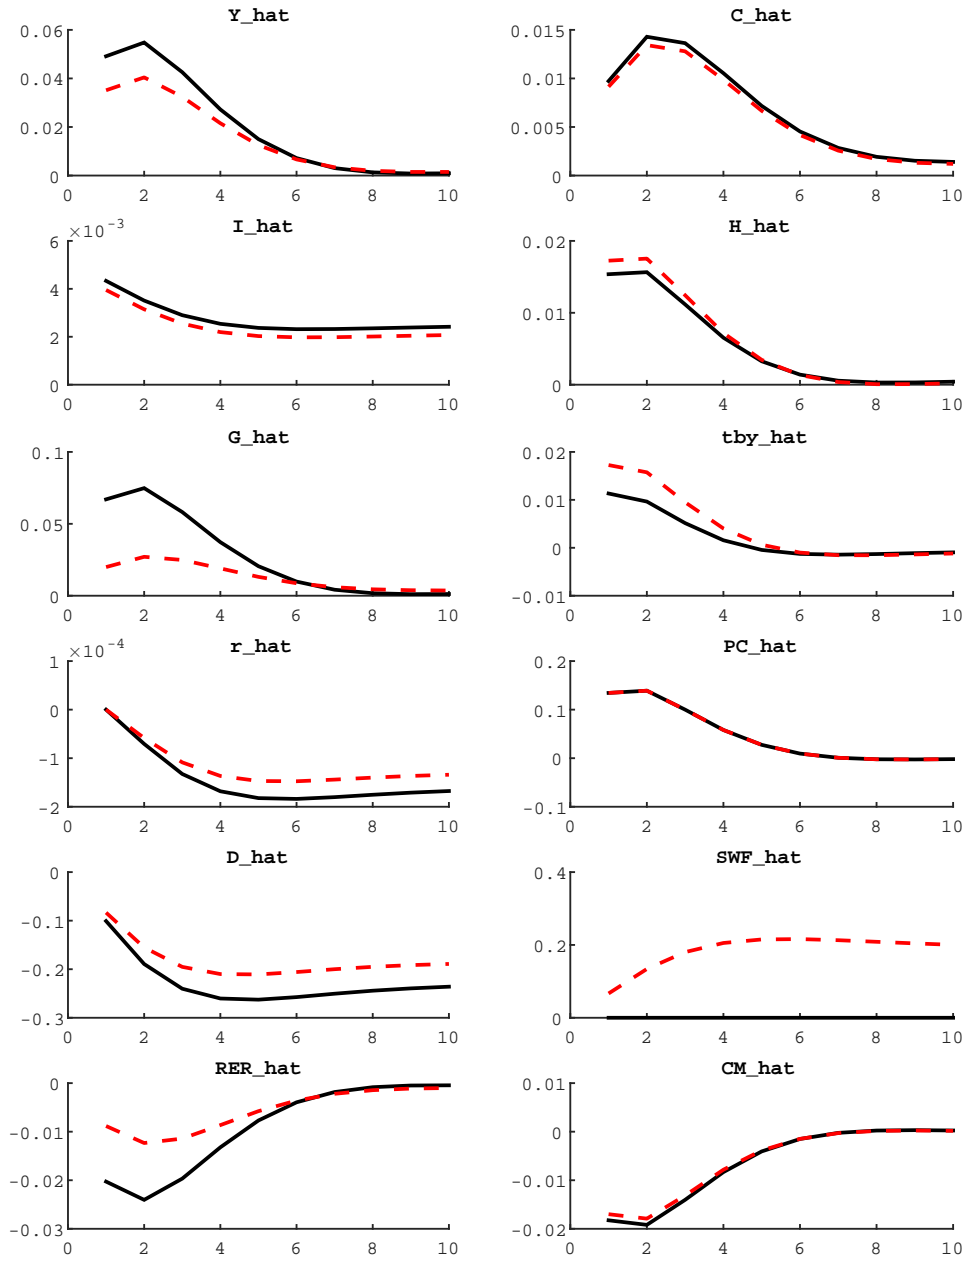 Y_hat
0.06
0.04
0.02
0
0 2 4 6 8 10
C_hat
0.015
0.01
0.005
0
0 2 4 6 8 10
I_hat
×10⁻³
6
4
2
0
0 2 4 6 8 10
H_hat
0.02
0.01
0
0 2 4 6 8 10
G_hat
0.1
0.05
0
0 2 4 6 8 10
tby_hat
0.02
0.01
0
-0.01
0 2 4 6 8 10
r_hat
×10⁻⁴
1
0
-1
-2
0 2 4 6 8 10
PC_hat
0.2
0.1
0
-0.1
0 2 4 6 8 10
D_hat
0
-0.1
-0.2
-0.3
0 2 4 6 8 10
SWF_hat
0.4
0.2
0
0 2 4 6 8 10
RER_hat
0
-0.01
-0.02
-0.03
0 2 4 6 8 10
CM_hat
0.01
0
-0.01
-0.02
0 2 4 6 8 10